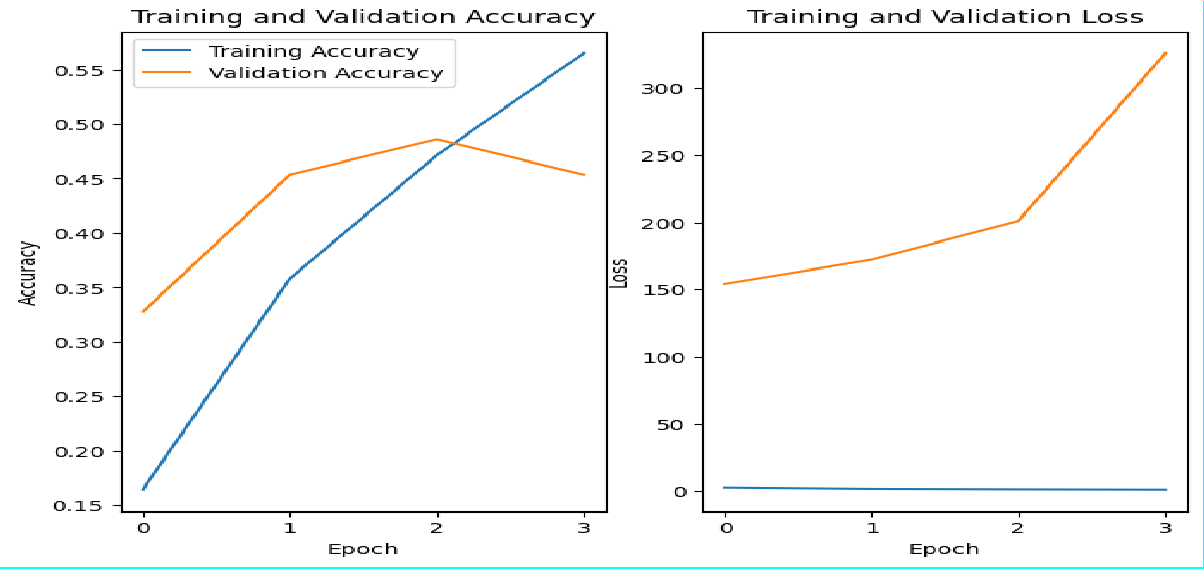 Training and Validation Accuracy
Training Accuracy
Validation Accuracy
0.55
0.50
0.45
0.40
0.35
0.30
0.25
0.20
0.15
Accuracy
0 1 2 3
Epoch
Training and Validation Loss
300
250
200
150
100
50
0
Loss
0 1 2 3
Epoch